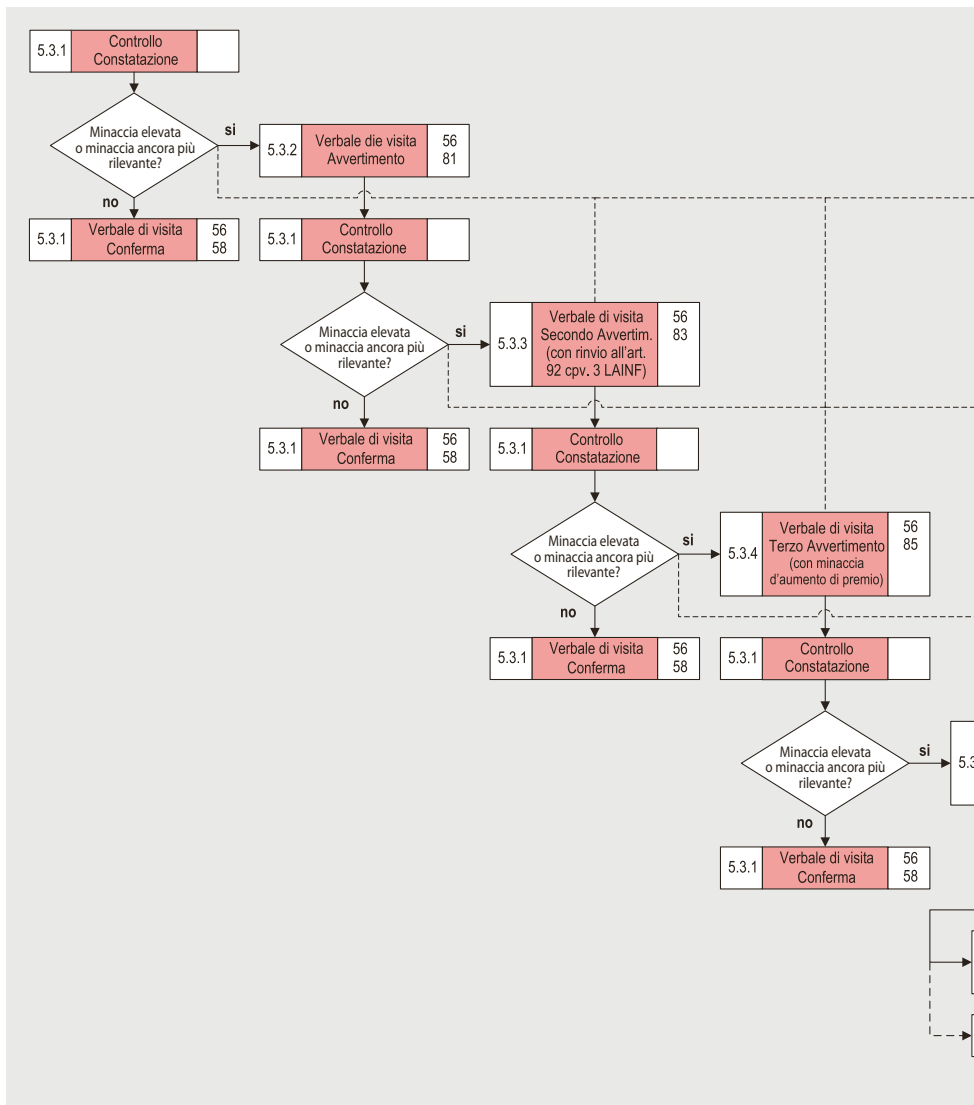 5.3.1
Controllo
Constatazione
Minaccia elevata
o minaccia ancora più
rilevante?
si
no
5.3.2
Verbale die visita
Avvertimento
56
81
5.3.1
Verbale di visita
Conferma
56
58
5.3.1
Controllo
Constatazione
Minaccia elevata
o minaccia ancora più
rilevante?
si
no
5.3.3
Verbale di visita
Secondo Avvertim.
(con rinvio all'art.
92 cpv. 3 LAINF)
56
83
5.3.1
Verbale di visita
Conferma
56
58
5.3.1
Controllo
Constatazione
Minaccia elevata
o minaccia ancora più
rilevante?
si
no
5.3.4
Verbale di visita
Terzo Avvertimento
(con minaccia
d'aumento di premio)
56
85
5.3.1
Verbale di visita
Conferma
56
58
5.3.1
Controllo
Constatazione
Minaccia elevata
o minaccia ancora più
rilevante?
si
no
5.3.1
Verbale di visita
Conferma
56
58